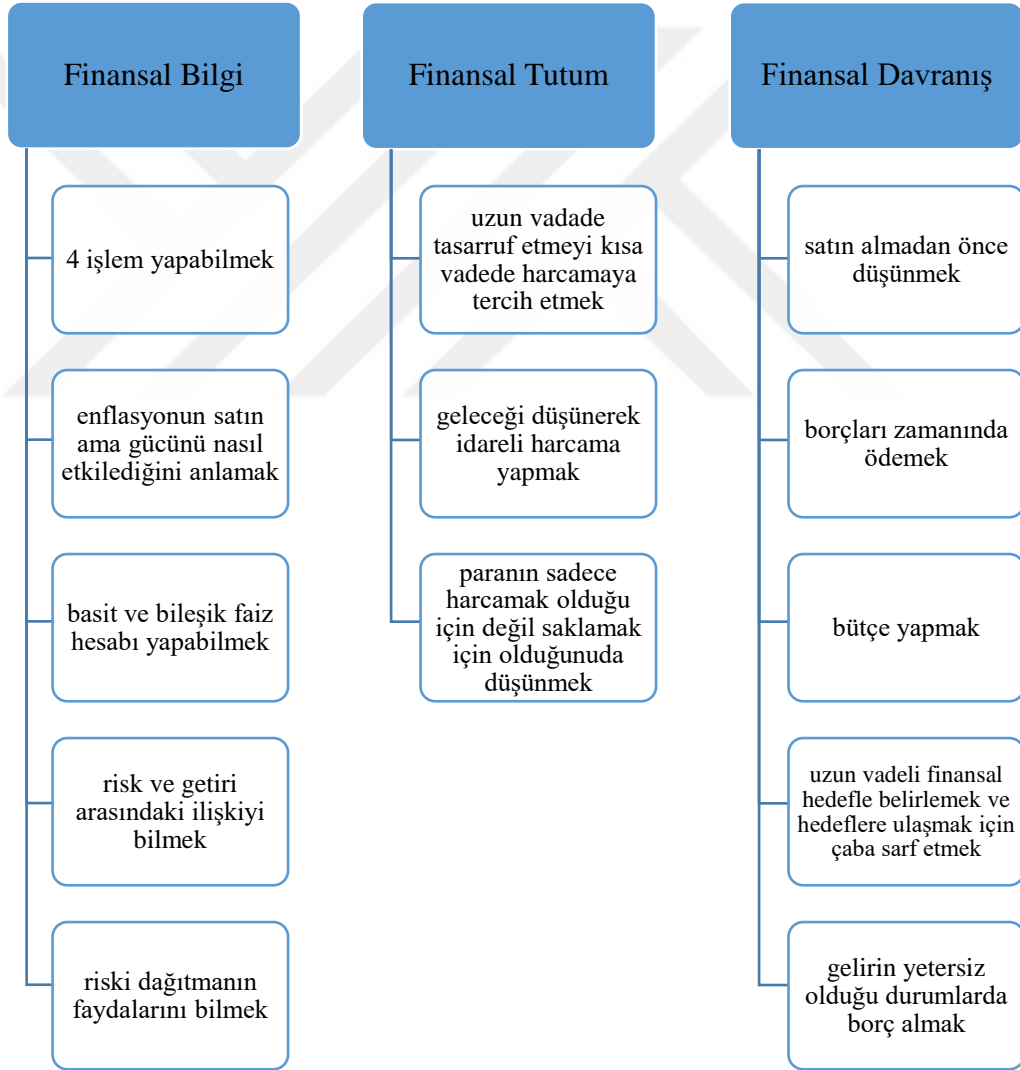 Finansal Bilgi
4 işlem yapabilmek
enflasyonun satın
ama gücünü nasıl
etkilediğini anlamak
basit ve bileşik faiz
hesabı yapabilmek
risk ve getiri
arasındaki ilişkiyi
bilmek
riski dağıtmanın
faydalarını bilmek
Finansal Tutum
uzun vadade
tasarruf etmeyi kısa
vadede harcamaya
tercih etmek
geleceği düşünerek
idareli harcama
yapmak
paranın sadece
harcamak olduğu
için değil saklamak
için olduğunuda
düşünmek
Finansal Davranış
satın almadan önce
düşünmek
borçları zamanında
ödemek
bütçe yapmak
uzun vadeli finansal
hedefle belirlemek ve
hedeflere ulaşmak için
çaba sarf etmek
gelirin yetersiz
olduğu durumlarda
borç almak